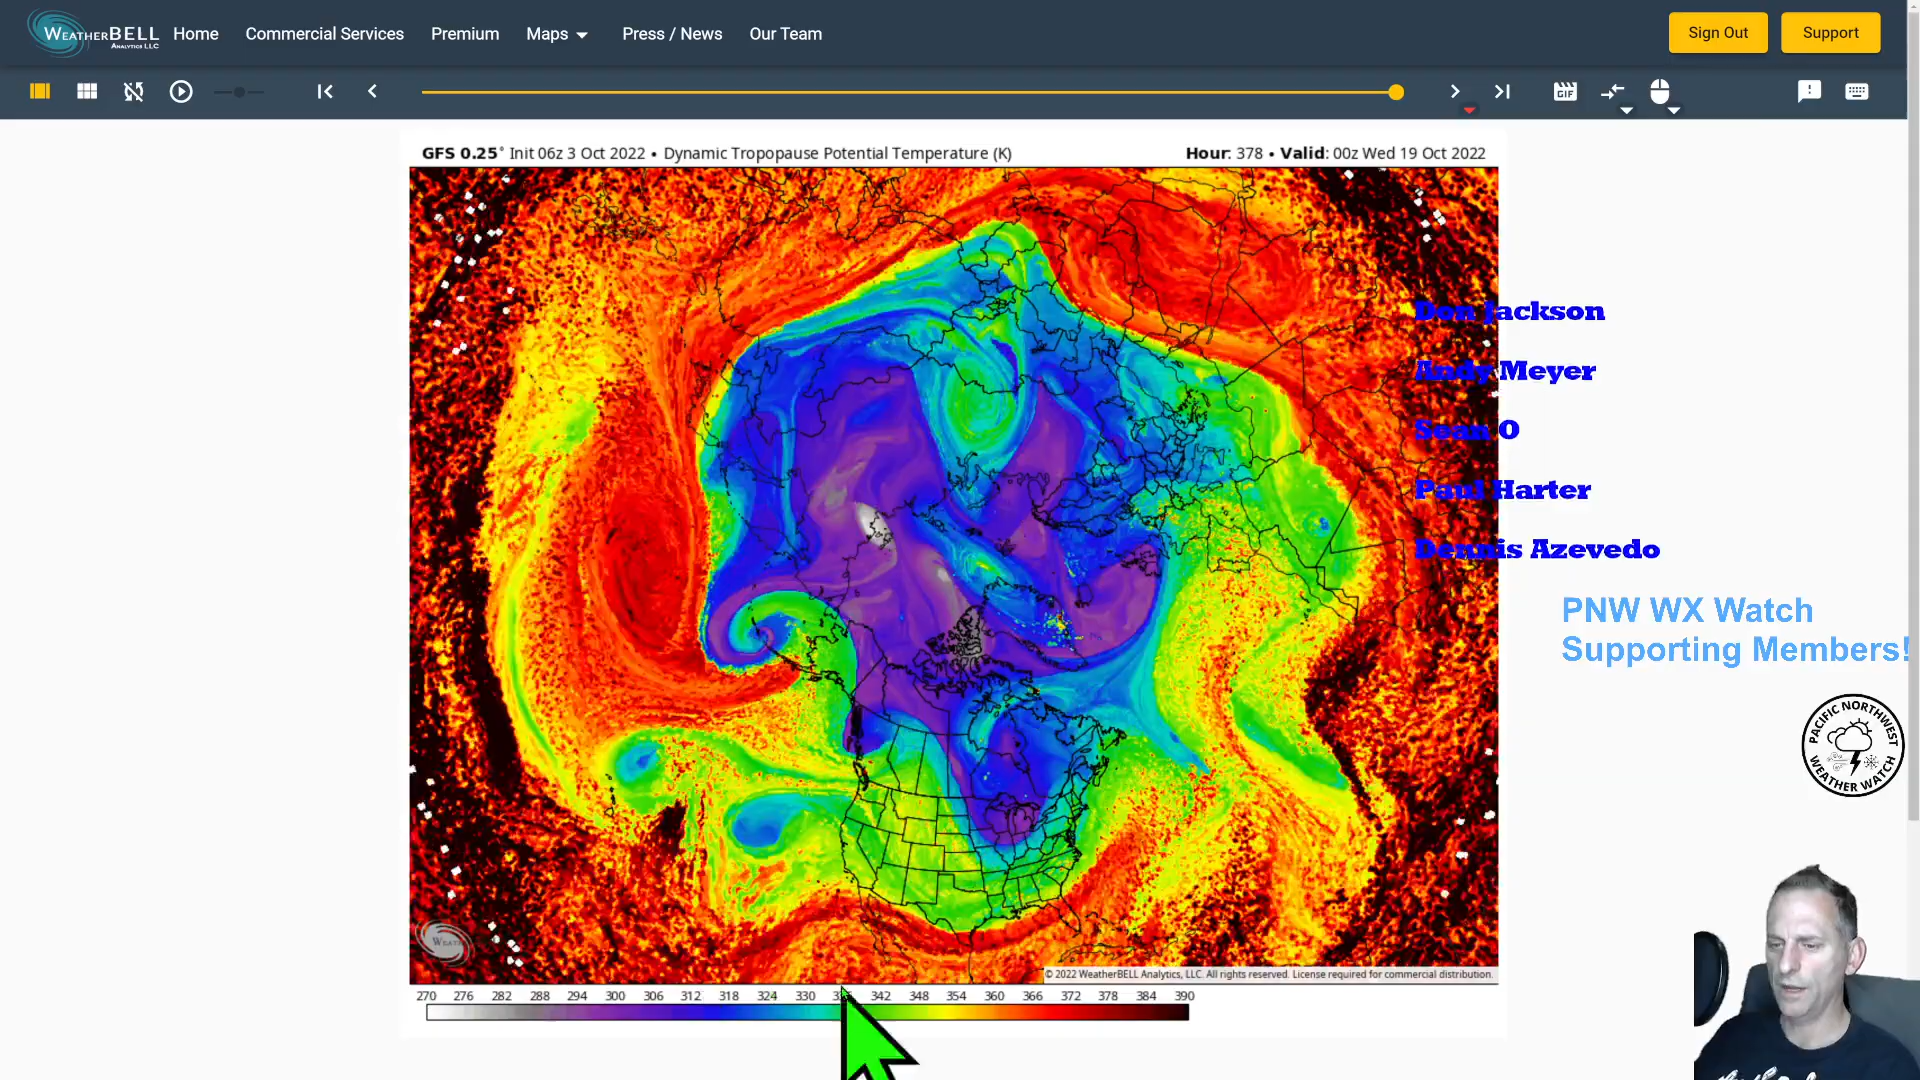 WEATHERBELL
ANALYTICS LLC
Home
Commercial Services
Premium
Maps
Press / News
Our Team
Sign Out
Support
GIF
GFS 0.25° Init 06z 3 Oct 2022 • Dynamic Tropopause Potential Temperature (K)
Hour: 378 • Valid: 00z Wed 19 Oct 2022
Don Jackson
Andy Meyer
Sean O
Paul Harter
Dennis Azevedo
PNW WX Watch
Supporting Members!
PACIFIC NORTHWEST
WEATHER WATCH
© 2022 WeatherBELL Analytics, LLC. All rights reserved. License required for commercial distribution.
270 276 282 288 294 300 306 312 318 324 330 342 348 354 360 366 372 378 384 390